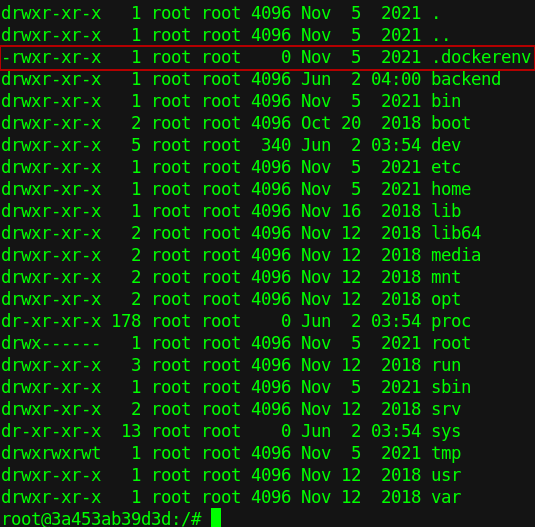 drwxr-xr-x   1 root root 4096 Nov  5  2021 .
drwxr-xr-x   1 root root 4096 Nov  5  2021 ..
-rwxr-xr-x   1 root root    0 Nov  5  2021 .dockerenv
drwxr-xr-x   1 root root 4096 Jun  2 04:00 backend
drwxr-xr-x   1 root root 4096 Nov  5  2021 bin
drwxr-xr-x   2 root root 4096 Oct 20  2018 boot
drwxr-xr-x   5 root root  340 Jun  2 03:54 dev
drwxr-xr-x   1 root root 4096 Nov  5  2021 etc
drwxr-xr-x   1 root root 4096 Nov  5  2021 home
drwxr-xr-x   1 root root 4096 Nov 16  2018 lib
drwxr-xr-x   2 root root 4096 Nov 12  2018 lib64
drwxr-xr-x   2 root root 4096 Nov 12  2018 media
drwxr-xr-x   2 root root 4096 Nov 12  2018 mnt
drwxr-xr-x   2 root root 4096 Nov 12  2018 opt
dr-xr-xr-x 178 root root    0 Jun  2 03:54 proc
drwx------   1 root root 4096 Nov  5  2021 root
drwxr-xr-x   3 root root 4096 Nov 12  2018 run
drwxr-xr-x   1 root root 4096 Nov  5  2021 sbin
drwxr-xr-x   2 root root 4096 Nov 12  2018 srv
dr-xr-xr-x  13 root root    0 Jun  2 03:54 sys
drwxrwxrwt   1 root root 4096 Nov  5  2021 tmp
drwxr-xr-x   1 root root 4096 Nov 12  2018 usr
drwxr-xr-x   1 root root 4096 Nov 12  2018 var
root@3a453ab39d3d:/#